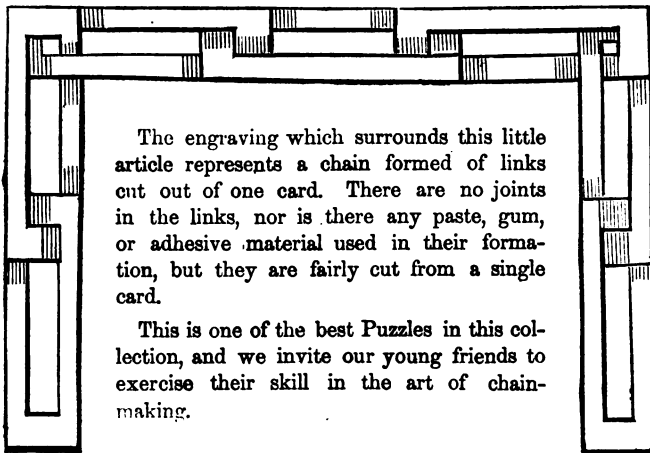 The engraving which surrounds this little
article represents a chain formed of links
cut out of one card. There are no joints
in the links, nor is there any paste, gum,
or adhesive material used in their forma-
tion, but they are fairly cut from a single
card.
This is one of the best Puzzles in this col-
lection, and we invite our young friends to
exercise their skill in the art of chain-
making.